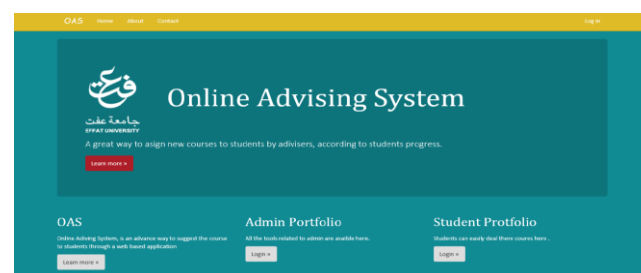 OAS Home About Contact Log in
Online Advising System
جامعة عفت
EFFAT UNIVERSITY
A great way to asign new courses to students by advisers, according to students progress.
Learn more »
OAS
Online Advising System, is an advance way to suggest the course
to students through a web based application
Learn more »
Admin Portfolio
All the tools related to admin are avaible here.
Login »
Student Protfolio
Students can easily deal there coures here .
Login »